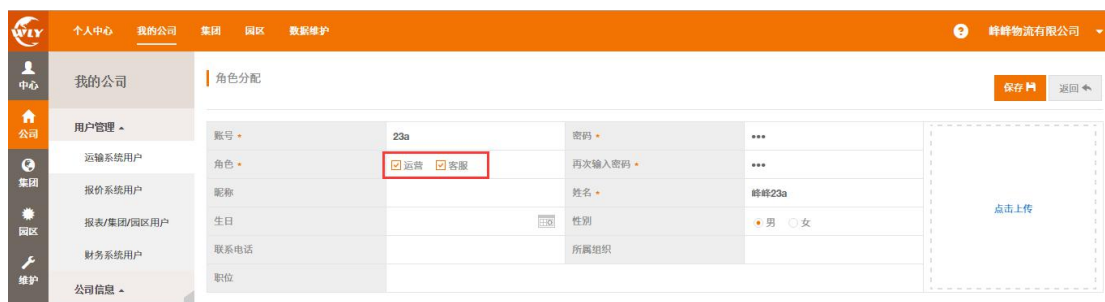 WLY 个人中心 我的公司 集团 园区 数据维护 ? 峰峰物流有限公司
中心 我的公司 角色分配 保存 返回
公司 用户管理
账号 * 23a 密码 * •••
运输系统用户 角色 * 运营 客服 再次输入密码 * •••
集团 报价系统用户 昵称 姓名 * 峰峰23a 点击上传
园区 报表/集团/园区用户 生日 性别 男 女
财务系统用户 联系电话 所属组织
维护 公司信息 职位